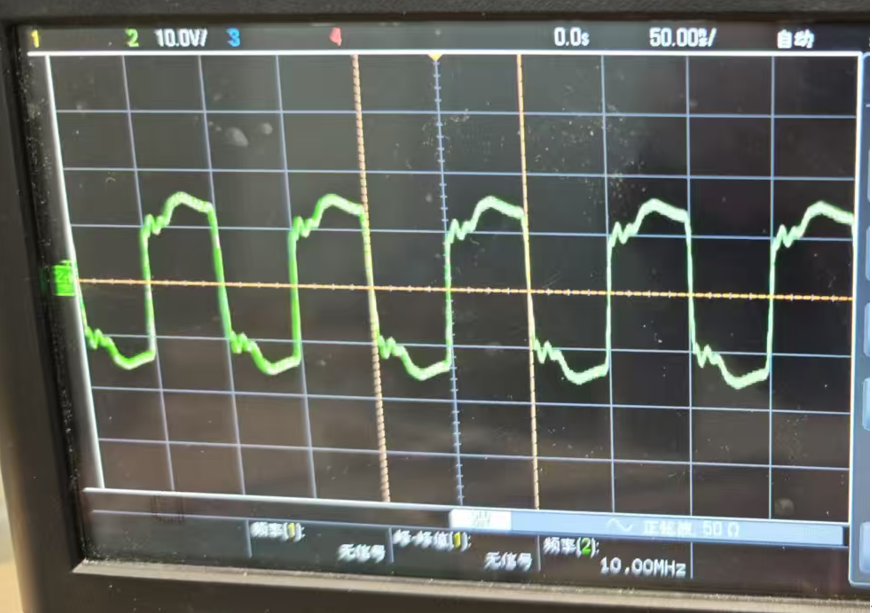 1 2 10.0V/ 3 4 0.0s 50.00ns/ 自动
正弦波, 50 Ω
频率(1):
无信号
峰-峰值(1):
无信号
频率(2):
10.00MHz